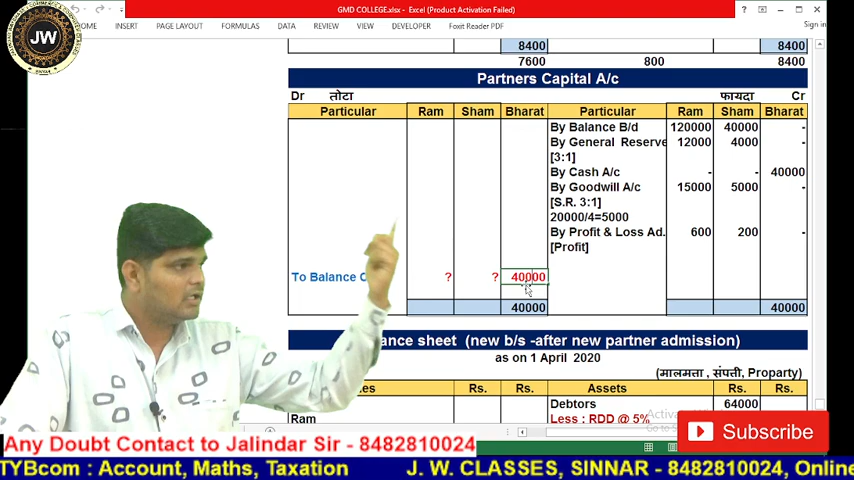 GMD COLLEGE.xlsx - Excel (Product Activation Failed)
HOME INSERT PAGE LAYOUT FORMULAS DATA REVIEW VIEW DEVELOPER Foxit Reader PDF Sign in
JW
8400 8400
7600 800 8400
Partners Capital A/c
Dr तोटा फायदा Cr
Particular Ram Sham Bharat Particular Ram Sham Bharat
By Balance B/d 120000 40000 -
By General Reserve 12000 4000 -
[3:1]
By Cash A/c - - 40000
By Goodwill A/c 15000 5000 -
[S.R. 3:1]
20000/4=5000
By Profit & Loss Ad. 600 200 -
[Profit]
To Balance ? ? 40000
40000 40000
sheet (new b/s -after new partner admission)
as on 1 April 2020
(मालमत्ता , संपत्ती, Proparty)
Rs. Rs. Assets Rs. Rs.
Debtors 64000
Ram Less : RDD @ 5%
Subscribe
Any Doubt Contact to Jalindar Sir - 8482810024
TYBcom : Account, Maths, Taxation J. W. CLASSES, SINNAR - 8482810024, Online